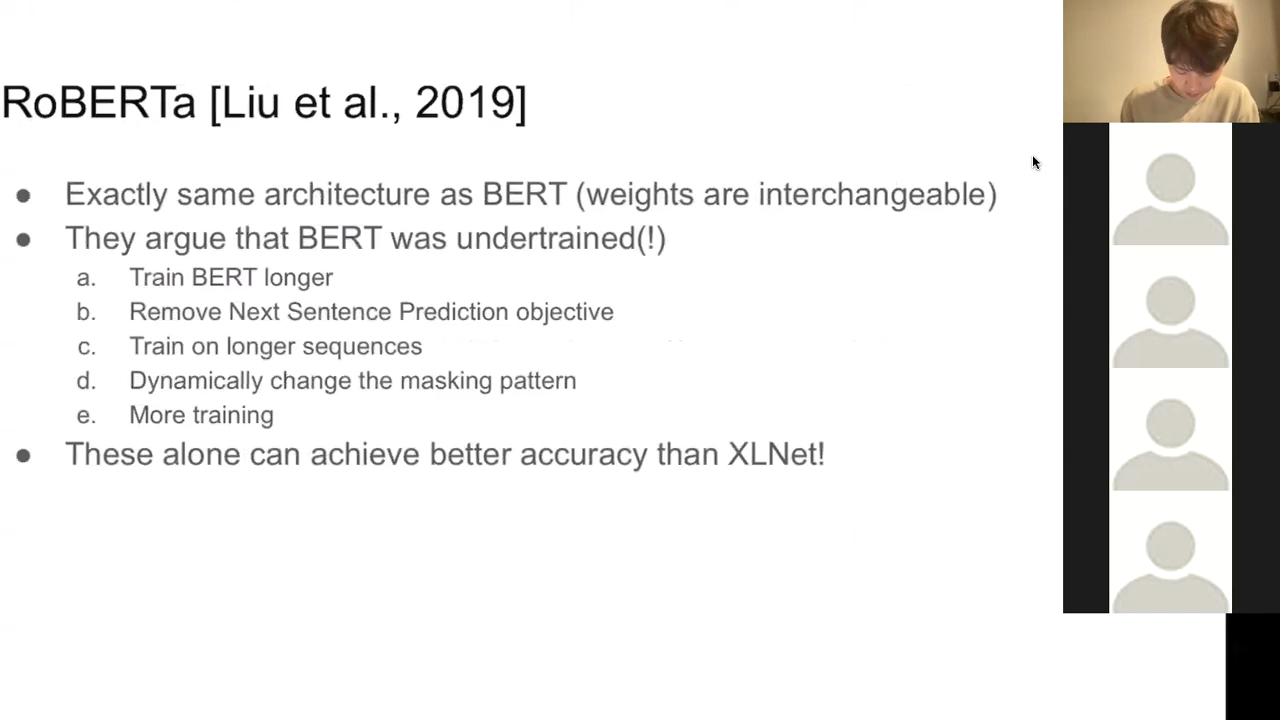 RoBERTa [Liu et al., 2019]
● Exactly same architecture as BERT (weights are interchangeable)
● They argue that BERT was undertrained(!)
a. Train BERT longer
b. Remove Next Sentence Prediction objective
c. Train on longer sequences
d. Dynamically change the masking pattern
e. More training
● These alone can achieve better accuracy than XLNet!